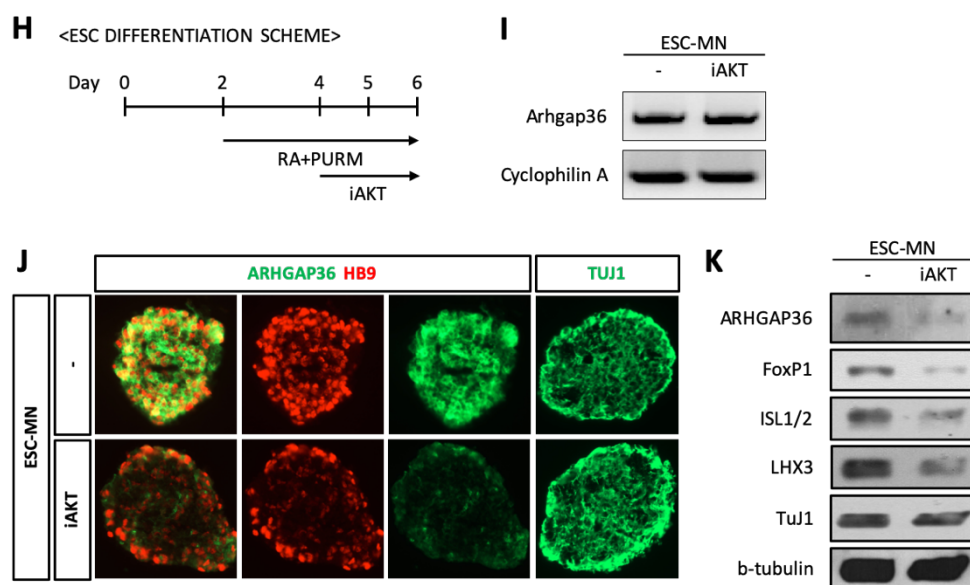 H
<ESC DIFFERENTIATION SCHEME>
Day 0 2 4 5 6
RA+PURM
iAKT
I
ESC-MN
- iAKT
Arhgap36
Cyclophilin A
J
ARHGAP36 HB9 TUJ1
ESC-MN
-
iAKT
K
ESC-MN
- iAKT
ARHGAP36
FoxP1
ISL1/2
LHX3
TuJ1
b-tubulin